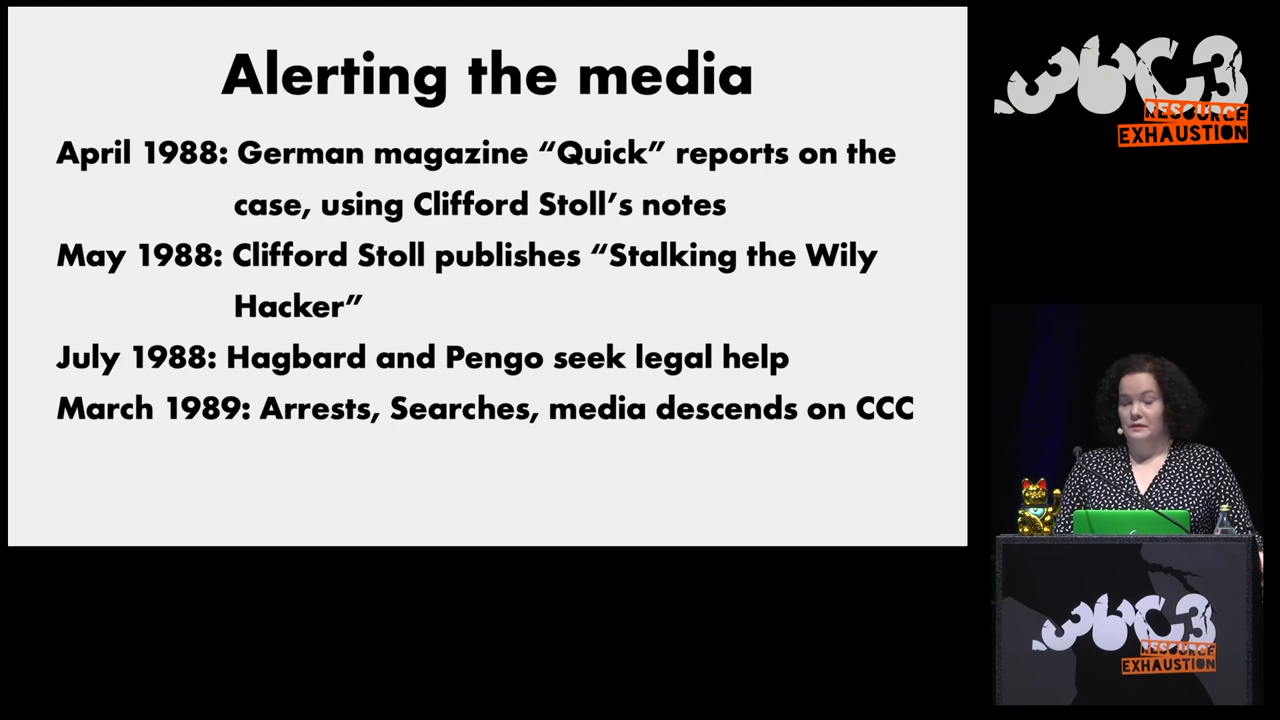 Alerting the media
April 1988: German magazine “Quick” reports on the
case, using Clifford Stoll’s notes
May 1988: Clifford Stoll publishes “Stalking the Wily
Hacker”
July 1988: Hagbard and Pengo seek legal help
March 1989: Arrests, Searches, media descends on CCC
36C3
RESOURCE
EXHAUSTION
36C3
RESOURCE
EXHAUSTION